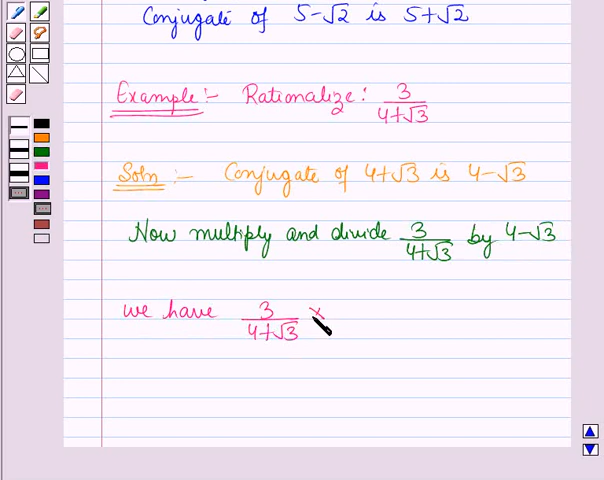 Conjugate of 5-√2 is 5+√2
Example:- Rationalize: 3/(4+√3)
Soln:- Conjugate of 4+√3 is 4-√3
Now multiply and divide 3/(4+√3) by 4-√3
we have 3/(4+√3) ×